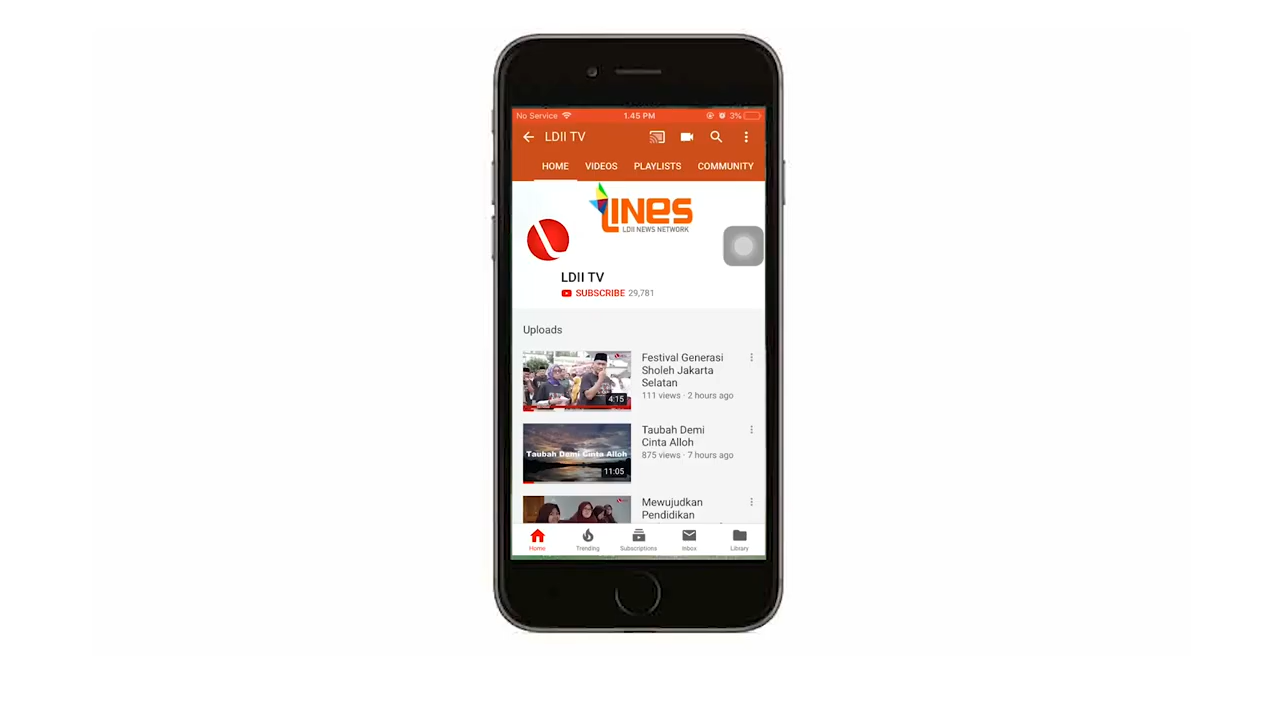 No Service 1.45 PM 3%
LDII TV
HOME VIDEOS PLAYLISTS COMMUNITY
LINES
LDII NEWS NETWORK
LDII TV
SUBSCRIBE 29,781
Uploads
Festival Generasi
Sholeh Jakarta
Selatan
111 views · 2 hours ago
4:15
Taubah Demi
Cinta Alloh
875 views · 7 hours ago
Taubah Demi Cinta Alloh
11:05
Mewujudkan
Pendidikan
Home Trending Subscriptions Inbox Library